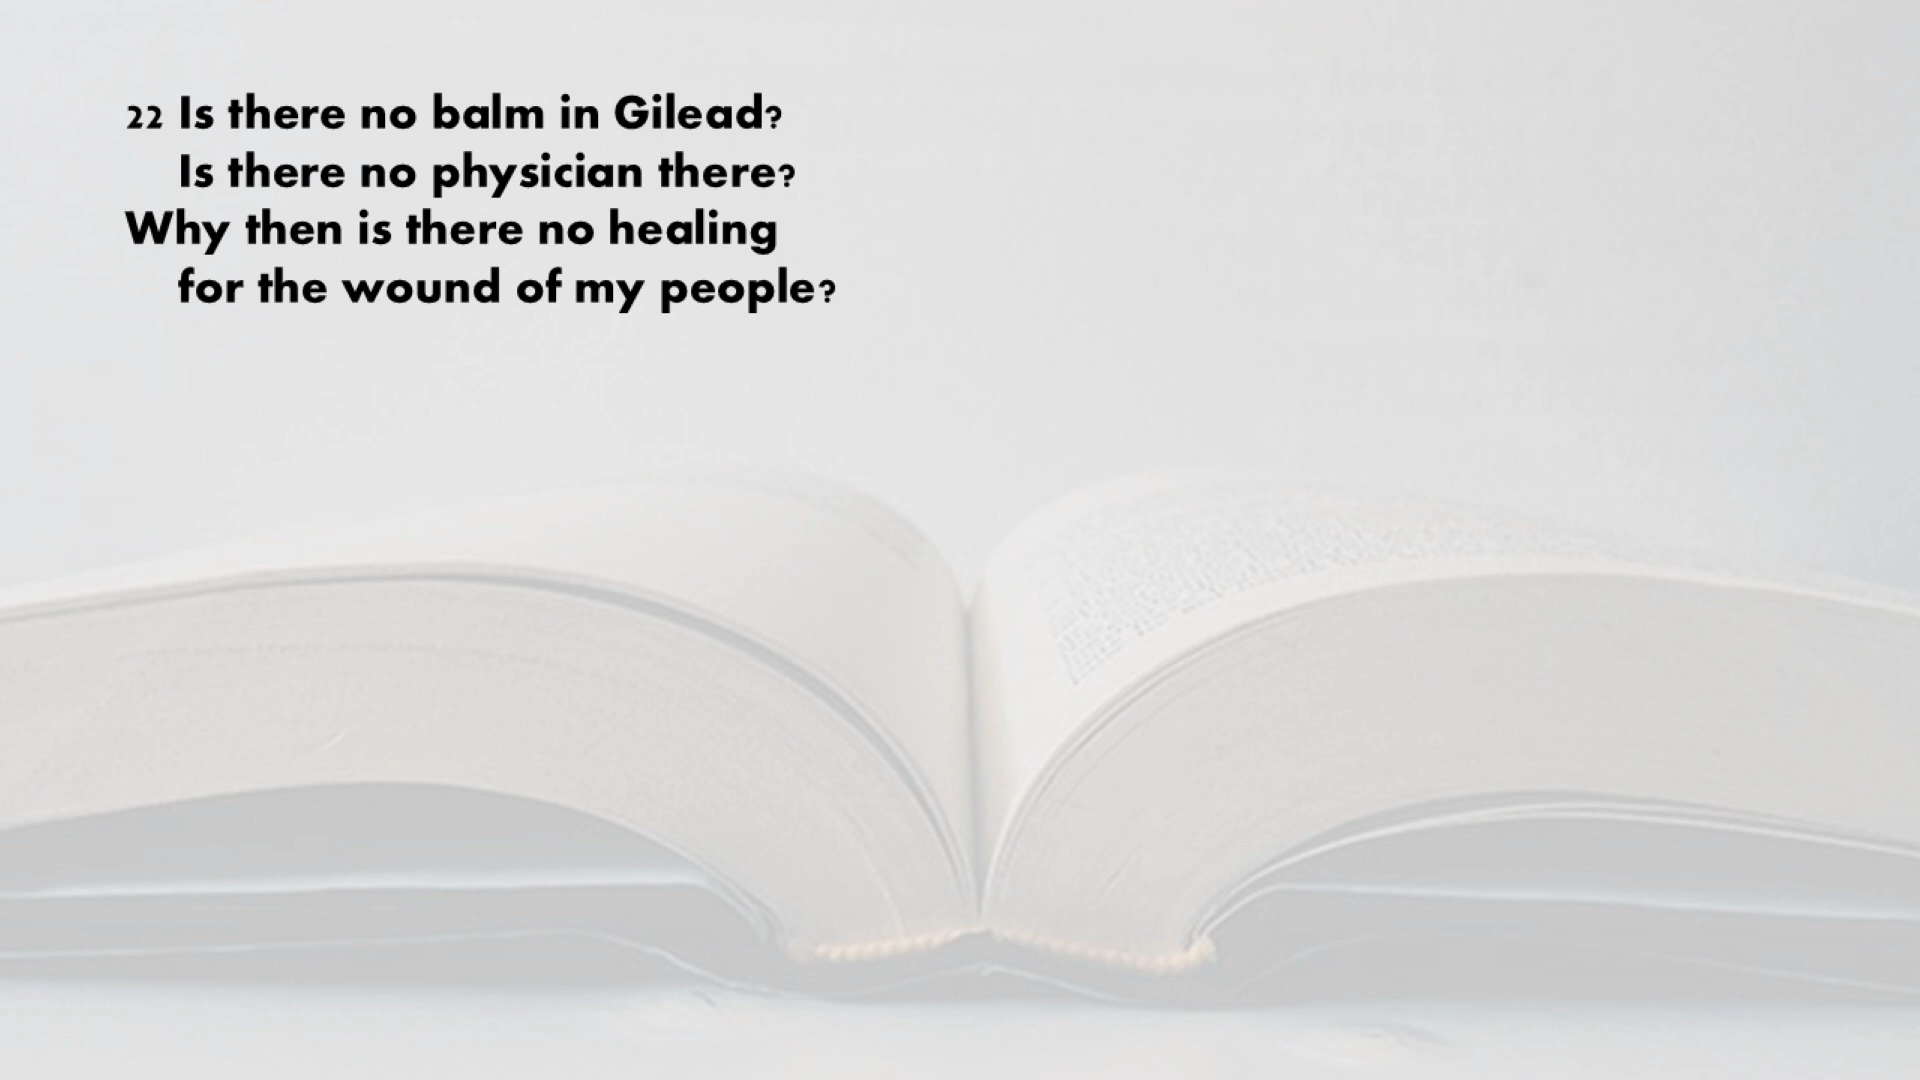 22 Is there no balm in Gilead?
Is there no physician there?
Why then is there no healing
for the wound of my people?